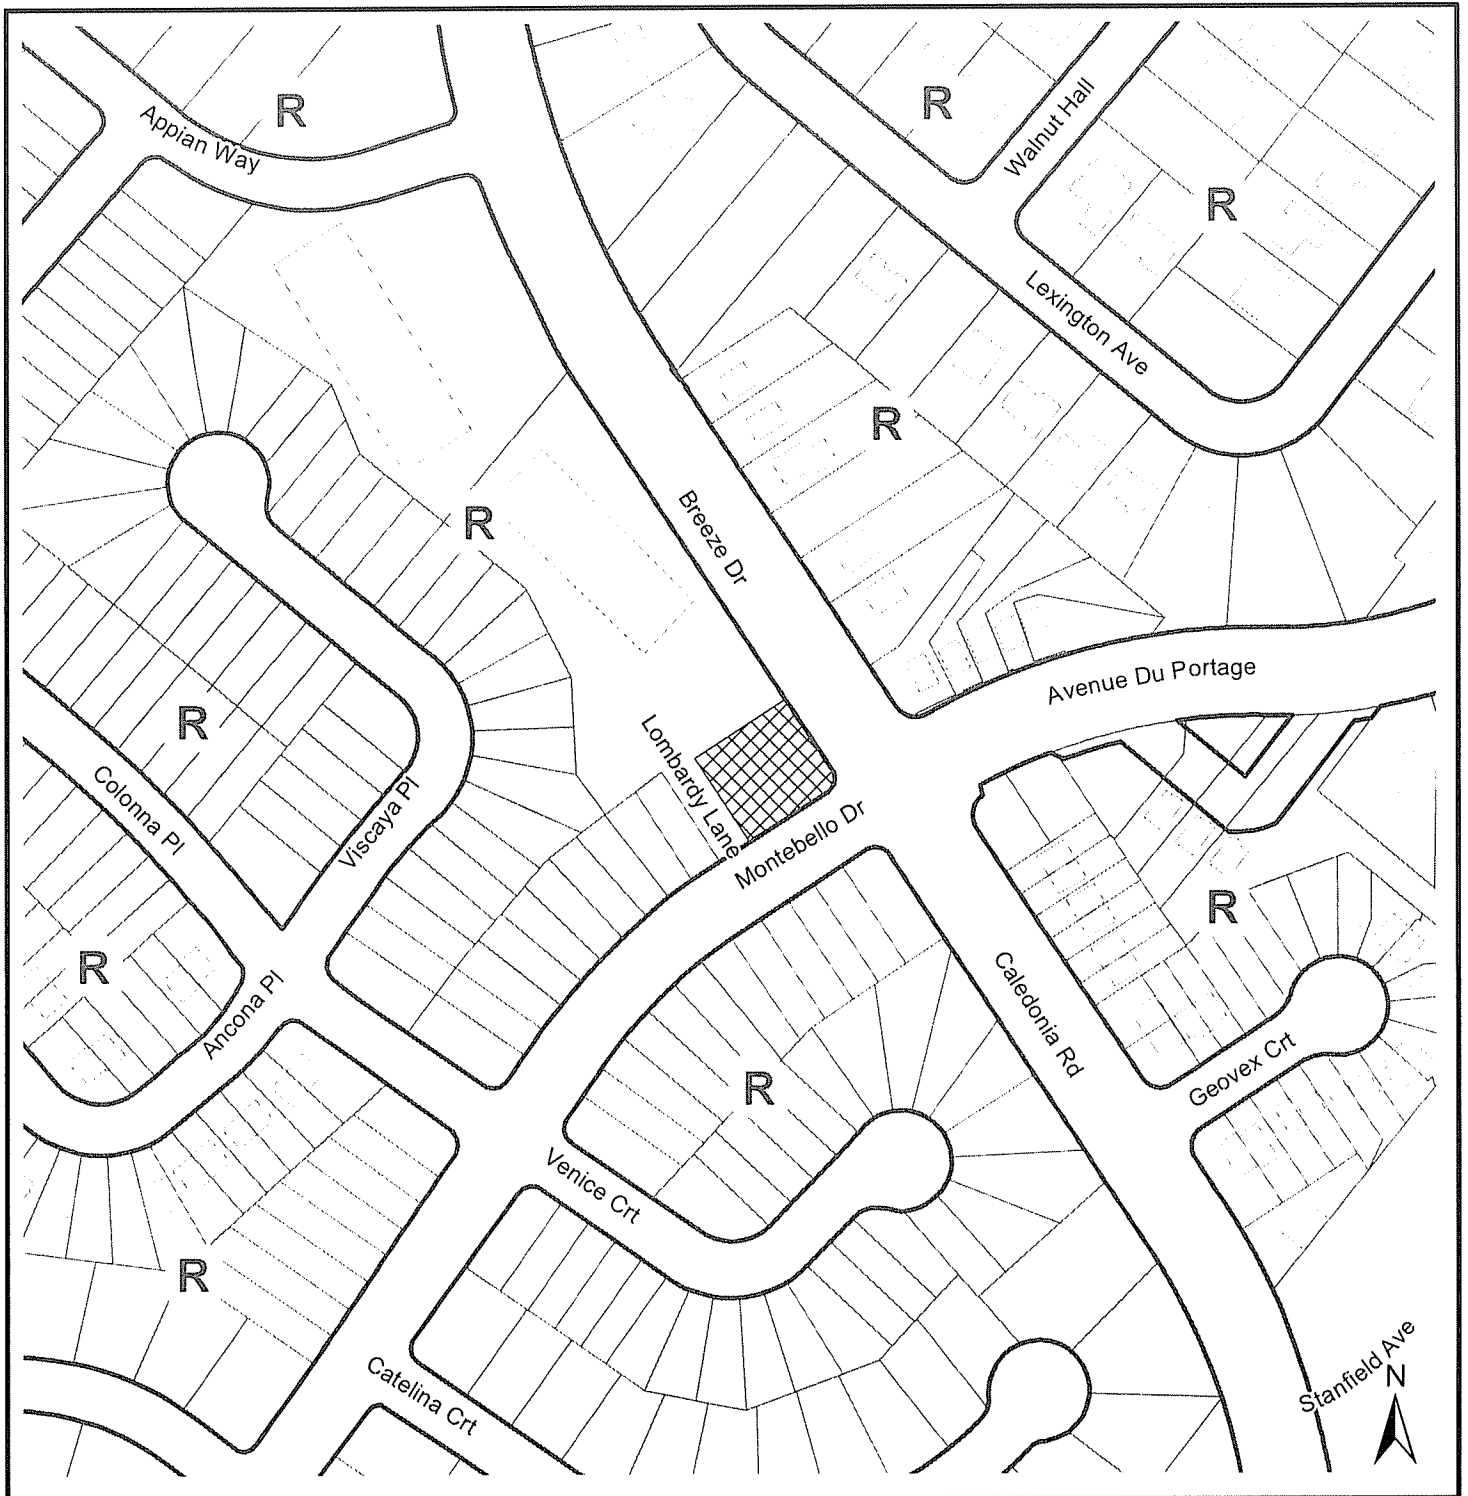 R
R
Appian Way
Walnut Hall
R
Lexington Ave
R
R
Breeze Dr
Avenue Du Portage
R
Lombardy Lane
Colonna Pl
Viscaya Pl
Montebello Dr
R
R
Ancona Pl
Caledonia Rd
Geovex Crt
R
Venice Crt
R
Stanfield Ave
N
Catelina Crt